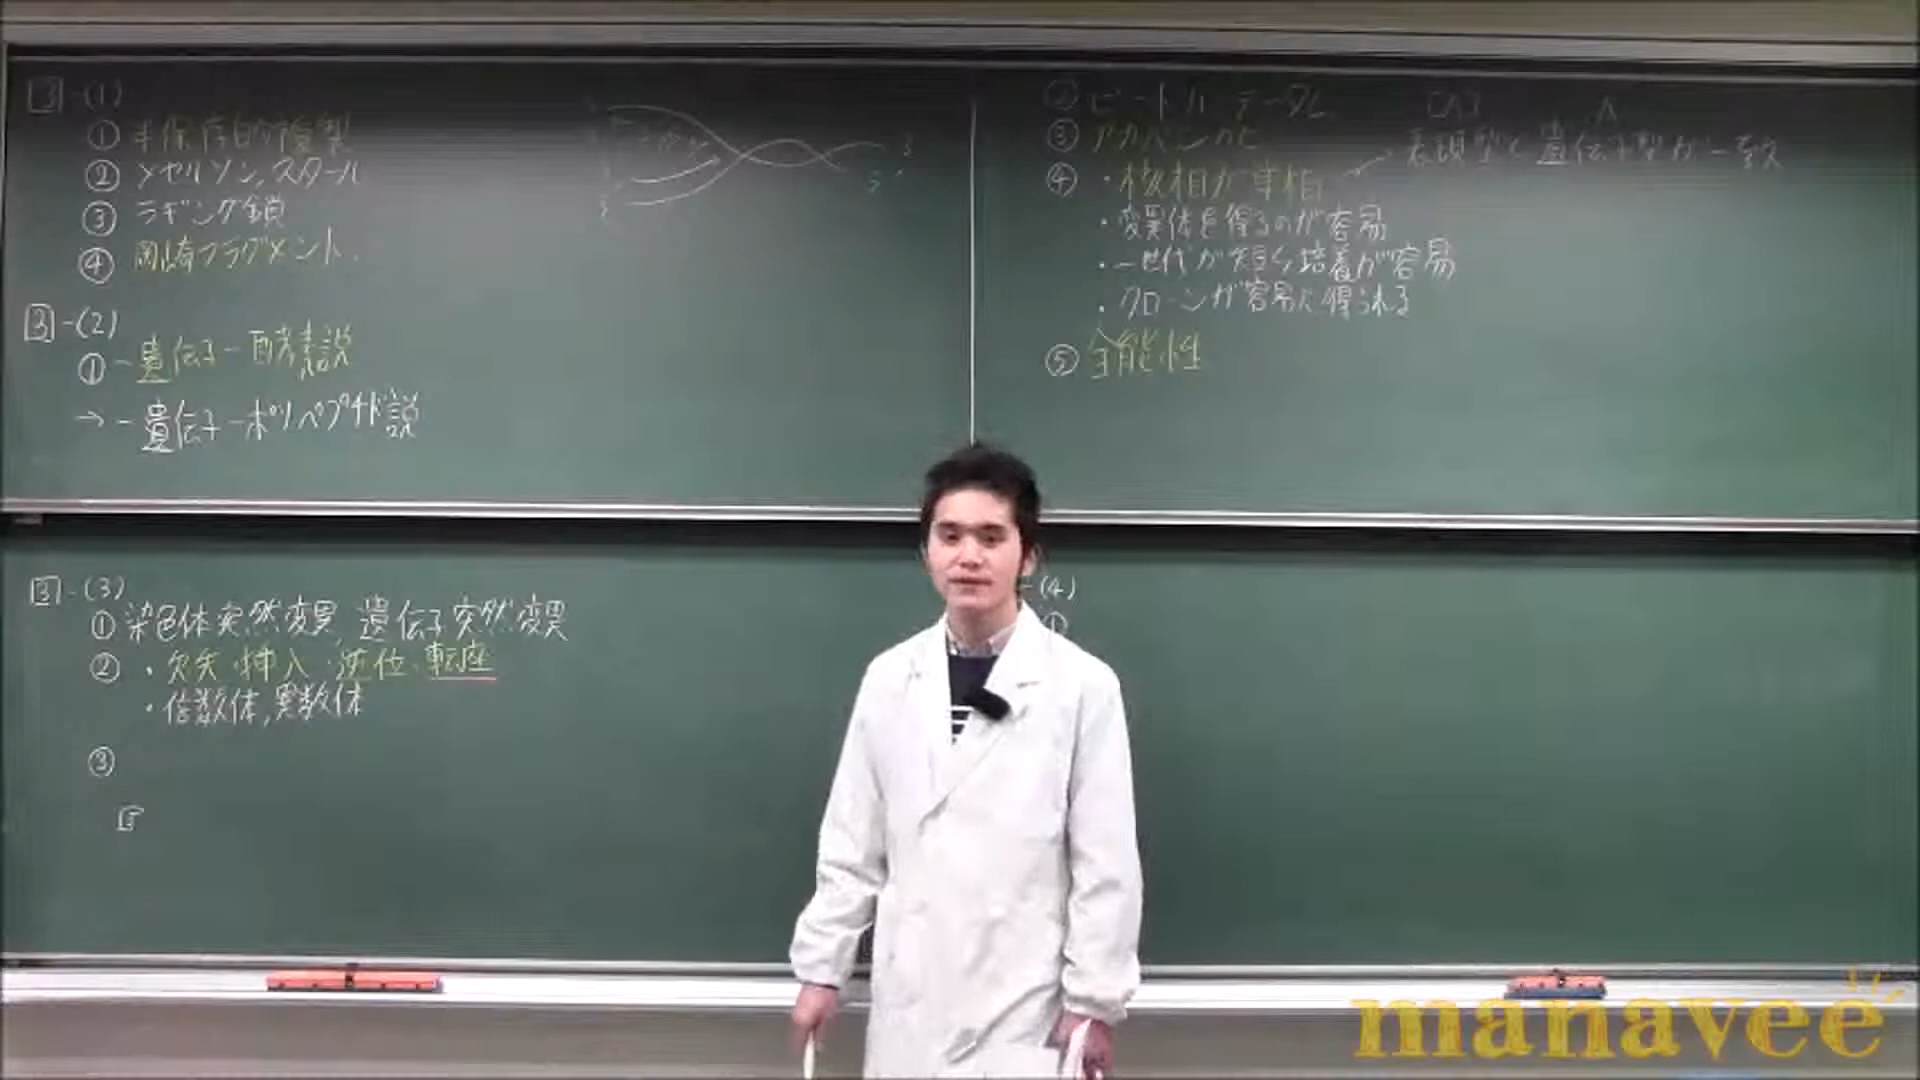 3-(1)
① 半保存的複製
② メセルソン,スタール
③ ラギング鎖
④ 岡崎フラグメント.
3-(2)
① 一遺伝子一酵素説
→ 一遺伝子一ポリペプチド説
② ビードル テータム
[A] A
③ アカパンカビ
表現型と遺伝子型が一致
④ ・核相が単相
・変異体を得るのが容易
・一世代が短く培養が容易
・クローンが容易に得られる
⑤ 全能性
3-(3)
① 染色体突然変異, 遺伝子突然変異
② ・欠失・挿入・逆位・転座
・倍数体,異数体
③
-(4)
①
manavee